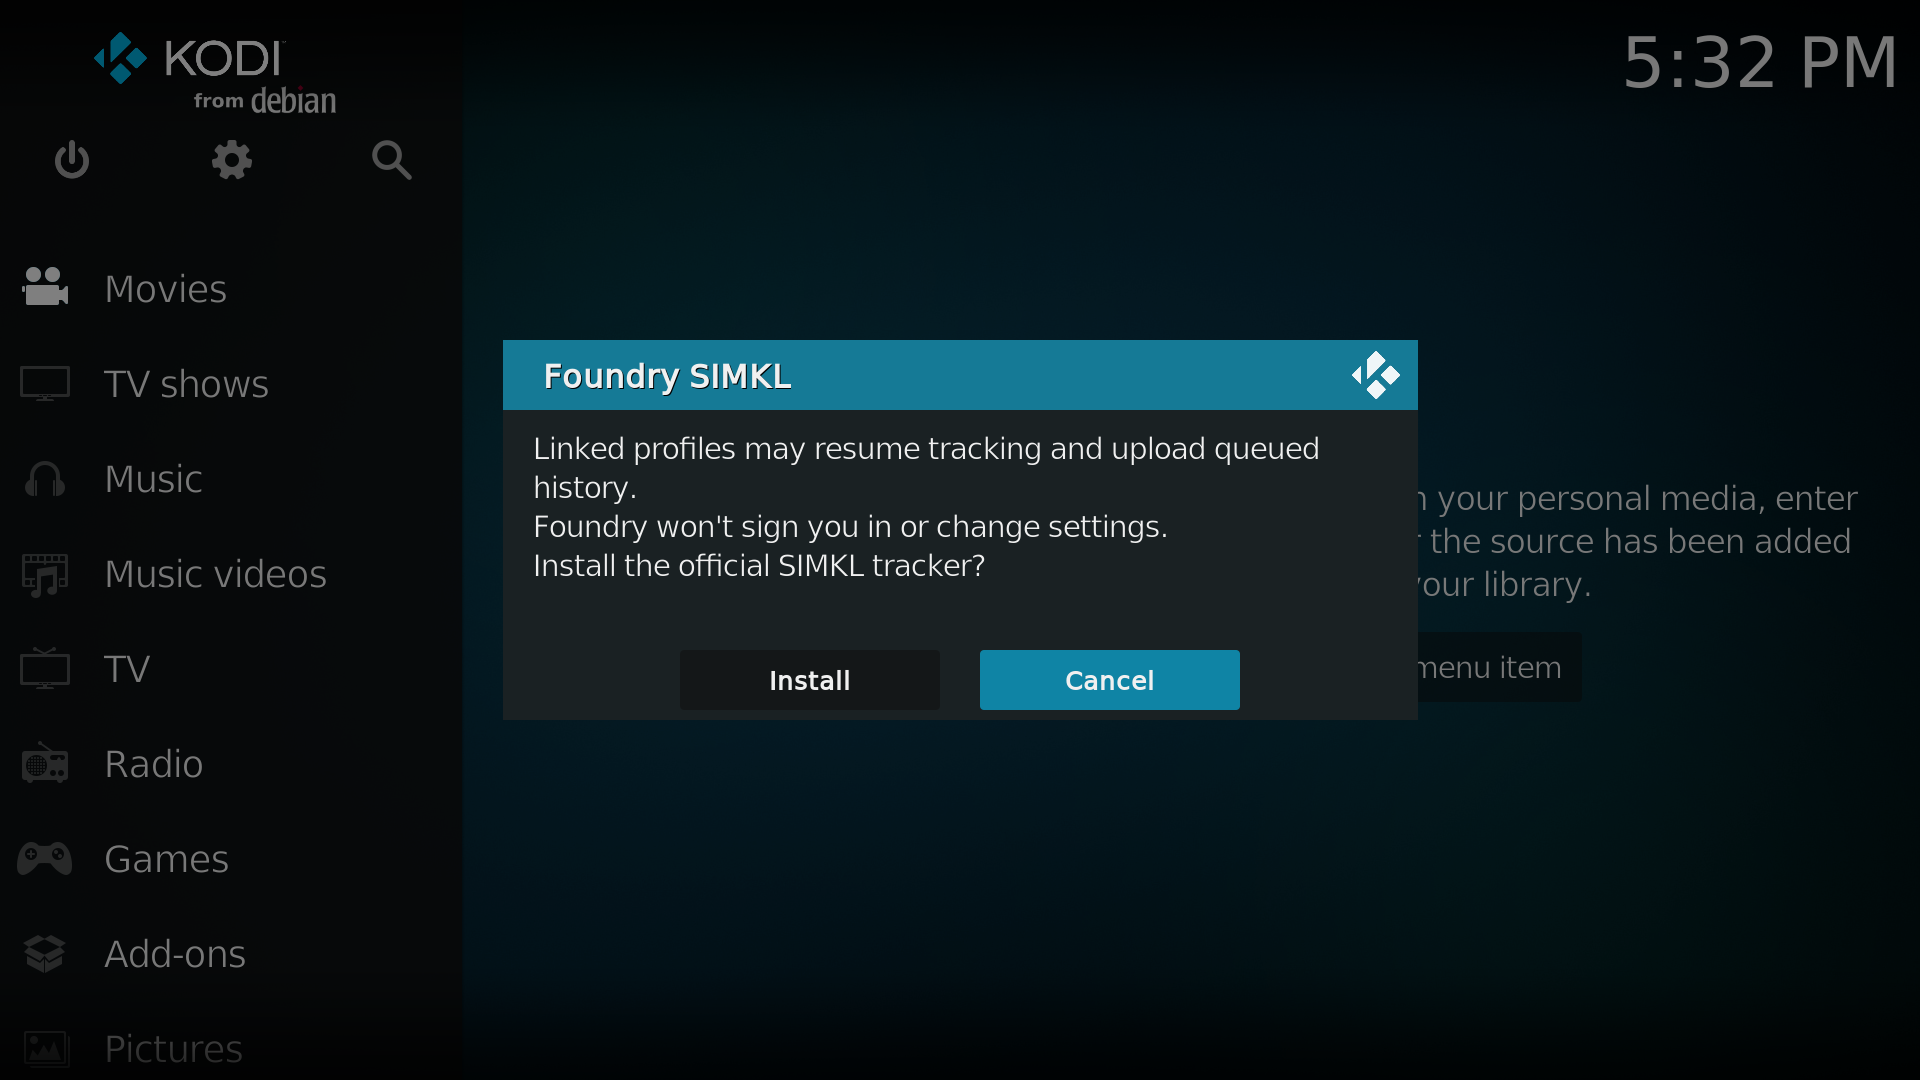 KODI
from debian
5:32 PM
Movies
TV shows
Music
Music videos
TV
Radio
Games
Add-ons
Pictures
Foundry SIMKL
Linked profiles may resume tracking and upload queued
history.
Foundry won't sign you in or change settings.
Install the official SIMKL tracker?
Install
Cancel
your personal media, enter
the source has been added
your library.
menu item